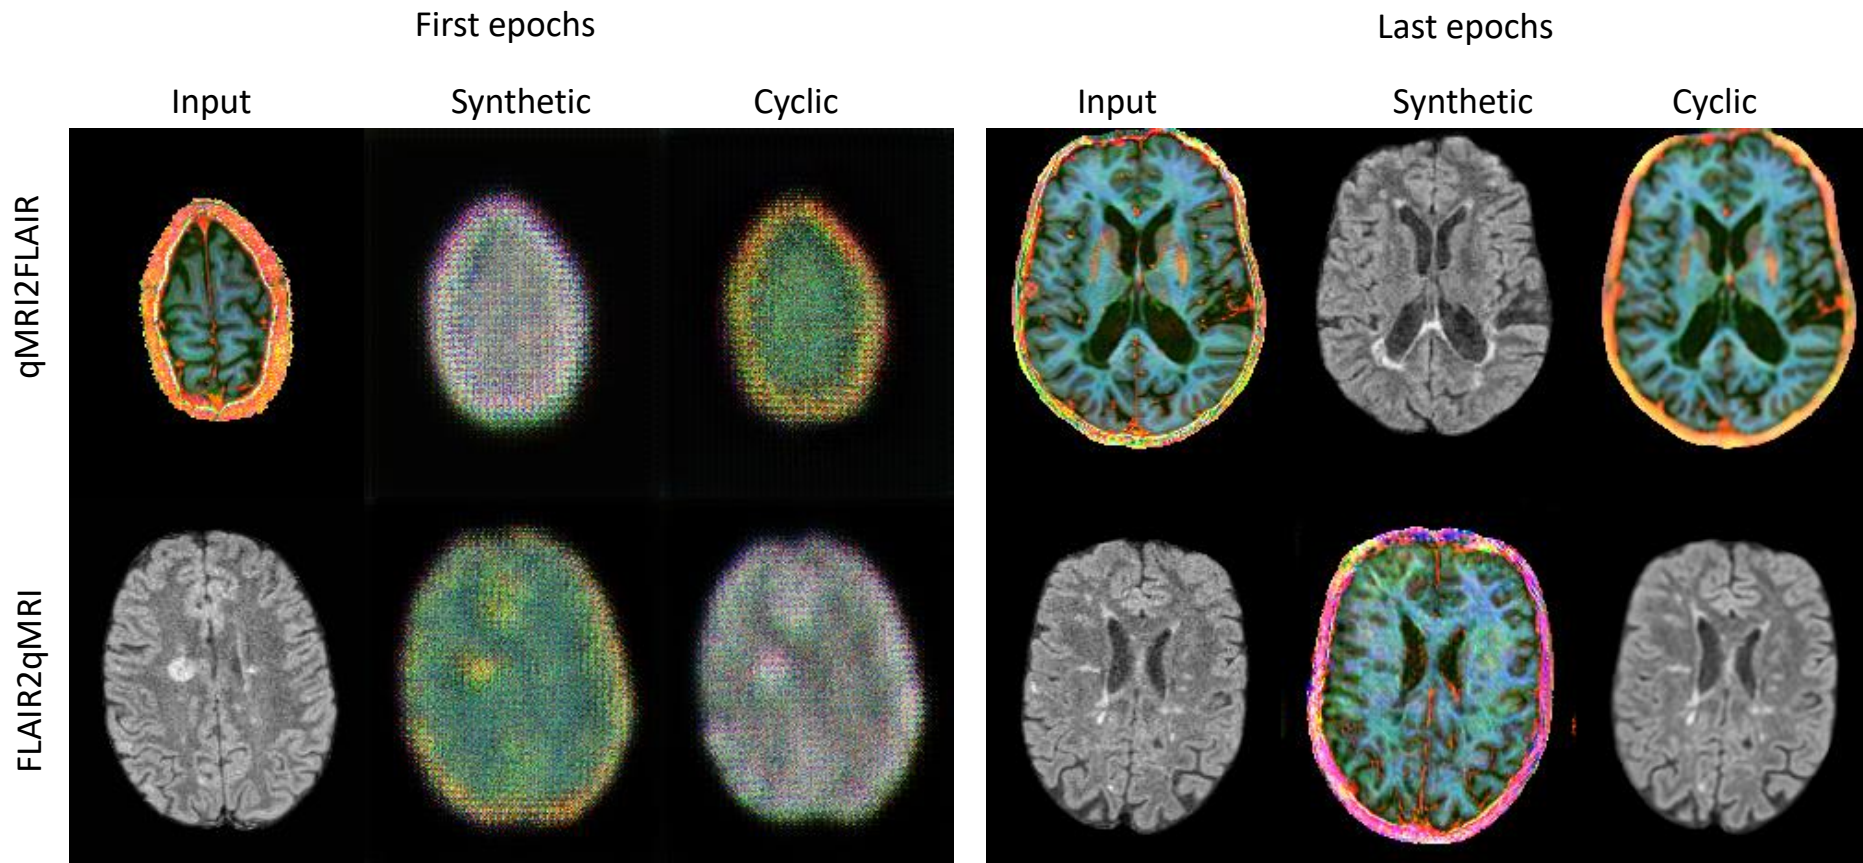 First epochs
Last epochs
Input Synthetic Cyclic
Input Synthetic Cyclic
qMRI2FLAIR
FLAIR2qMRI